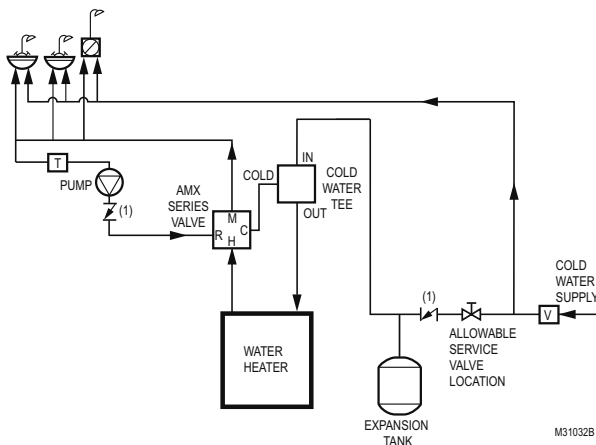 T
PUMP
(1)
AMX
SERIES
VALVE
M
R
C
H
COLD
IN
COLD
WATER
TEE
OUT
WATER
HEATER
EXPANSION
TANK
(1)
ALLOWABLE
SERVICE
VALVE
LOCATION
V
COLD
WATER
SUPPLY
M31032B